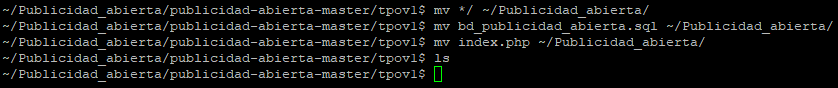 ~/Publicidad_abierta/publicidad-abierta-master/tpov1$ mv */ ~/Publicidad_abierta/
~/Publicidad_abierta/publicidad-abierta-master/tpov1$ mv bd_publicidad_abierta.sql ~/Publicidad_abierta/
~/Publicidad_abierta/publicidad-abierta-master/tpov1$ mv index.php ~/Publicidad_abierta/
~/Publicidad_abierta/publicidad-abierta-master/tpov1$ ls
~/Publicidad_abierta/publicidad-abierta-master/tpov1$